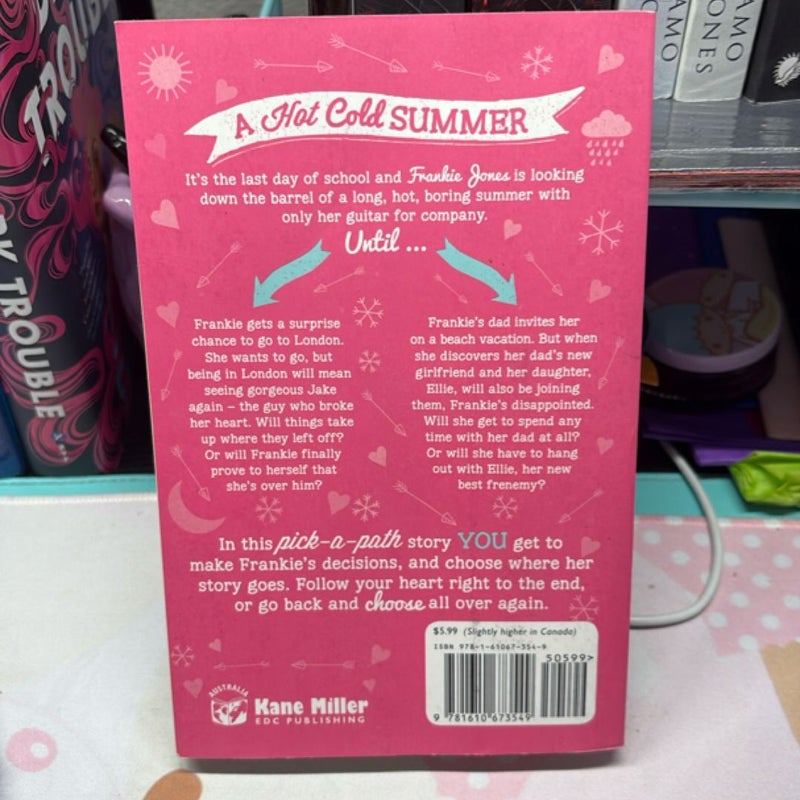 A Hot Cold SUMMER
It's the last day of school and Frankie Jones is looking
down the barrel of a long, hot, boring summer with
only her guitar for company.
Until ...
Frankie gets a surprise
chance to go to London.
She wants to go, but
being in London will mean
seeing gorgeous Jake
again – the guy who broke
her heart. Will things take
up where they left off?
Or will Frankie finally
prove to herself that
she's over him?
Frankie's dad invites her
on a beach vacation. But when
she discovers her dad's new
girlfriend and her daughter,
Ellie, will also be joining
them, Frankie's disappointed.
Will she get to spend any
time with her dad at all?
Or will she have to hang
out with Ellie, her new
best frenemy?
In this pick-a-path story YOU get to
make Frankie's decisions, and choose where her
story goes. Follow your heart right to the end,
or go back and choose all over again.
$5.99 (Slightly higher in Canada)
ISBN 978-1-61067-354-9
50599>
9 781610 673549
AUSTRALIA
Kane Miller
EDC PUBLISHING
TROUBLE
TROUBLE
AMO
ONES
AMO